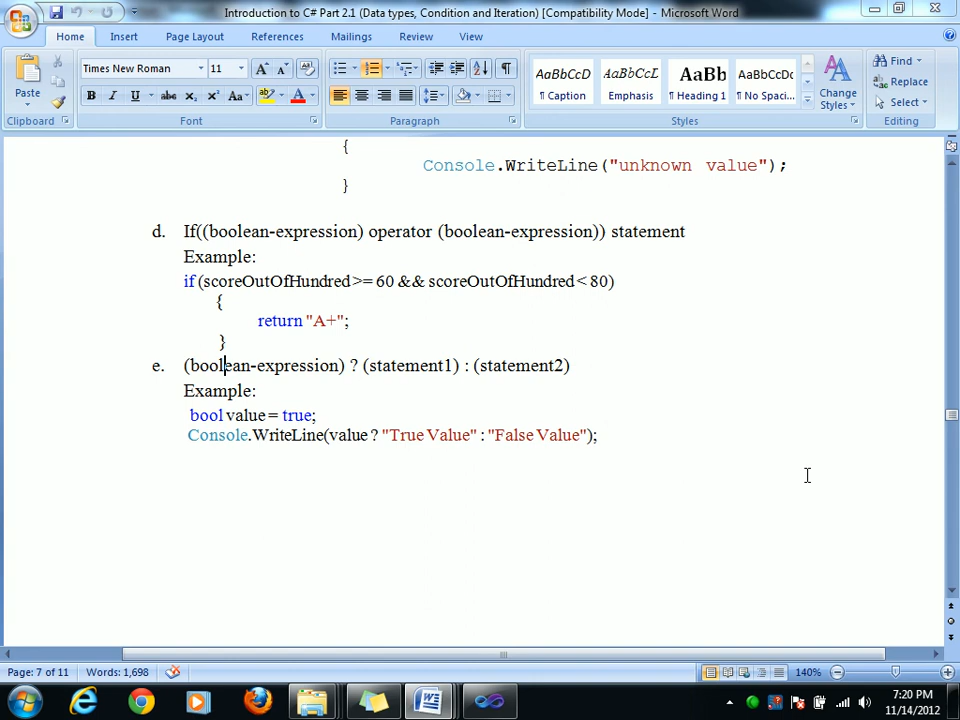 Introduction to C# Part 2.1 (Data types, Condition and Iteration) [Compatibility Mode] - Microsoft Word
Home Insert Page Layout References Mailings Review View
Paste
Clipboard
Times New Roman 11
B I U abc X₂ X² Aa
Font
Paragraph
AaBbCcD AaBbCcL AaBb AaBbCcDc
¶ Caption Emphasis ¶ Heading 1 ¶ No Spaci...
Change Styles
Styles
Find
Replace
Select
Editing
{
Console.WriteLine("unknown value");
}
d. If((boolean-expression) operator (boolean-expression)) statement
Example:
if (scoreOutOfHundred >= 60 && scoreOutOfHundred < 80)
{
return "A+";
}
e. (boolean-expression) ? (statement1) : (statement2)
Example:
bool value = true;
Console.WriteLine(value ? "True Value" : "False Value");
Page: 7 of 11 Words: 1,698 140%
7:20 PM
11/14/2012